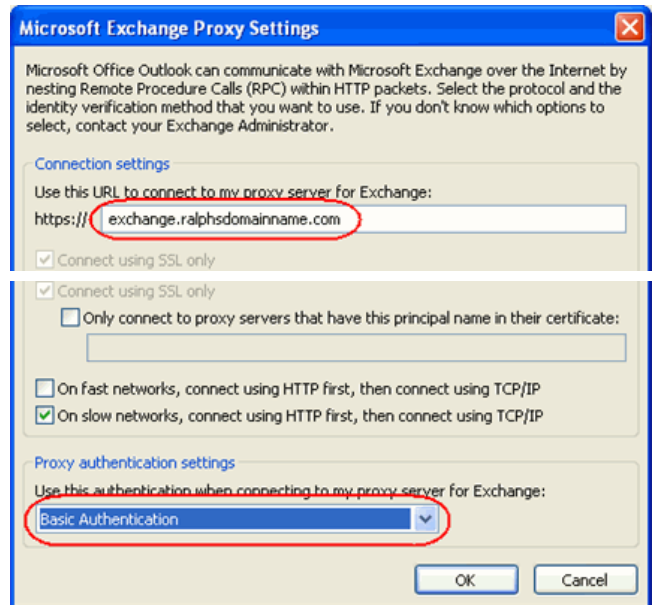 Microsoft Exchange Proxy Settings
Microsoft Office Outlook can communicate with Microsoft Exchange over the Internet by
nesting Remote Procedure Calls (RPC) within HTTP packets. Select the protocol and the
identity verification method that you want to use. If you don't know which options to
select, contact your Exchange Administrator.
Connection settings
Use this URL to connect to my proxy server for Exchange:
https:// exchange.ralphsdomainname.com
Connect using SSL only
Connect using SSL only
Only connect to proxy servers that have this principal name in their certificate:
On fast networks, connect using HTTP first, then connect using TCP/IP
On slow networks, connect using HTTP first, then connect using TCP/IP
Proxy authentication settings
Use this authentication when connecting to my proxy server for Exchange:
Basic Authentication
OK Cancel